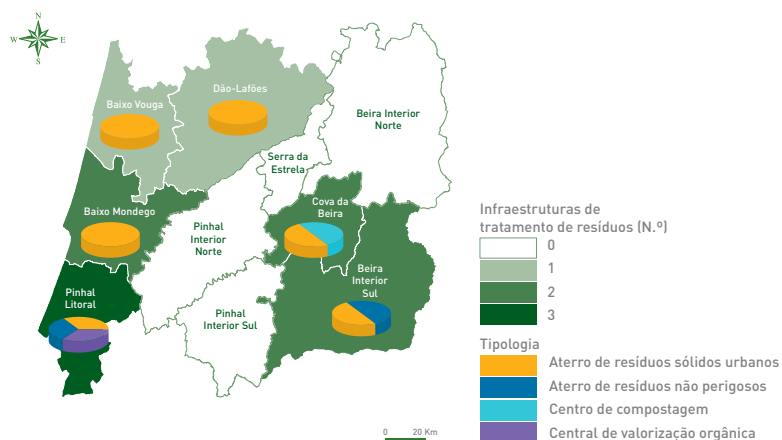 N
W E
S
Dão-Lafões
Baixo Vouga
Beira Interior
Norte
Serra da
Estrela
Cova da
Beira
Baixo Mondego
Pinhal
Interior
Norte
Beira
Interior
Sul
Pinhal
Litoral
Pinhal
Interior Sul
Infraestruturas de
tratamento de resíduos (N.º)
0
1
2
3
Tipologia
Aterro de resíduos sólidos urbanos
Aterro de resíduos não perigosos
Centro de compostagem
Central de valorização orgânica
0 20 Km